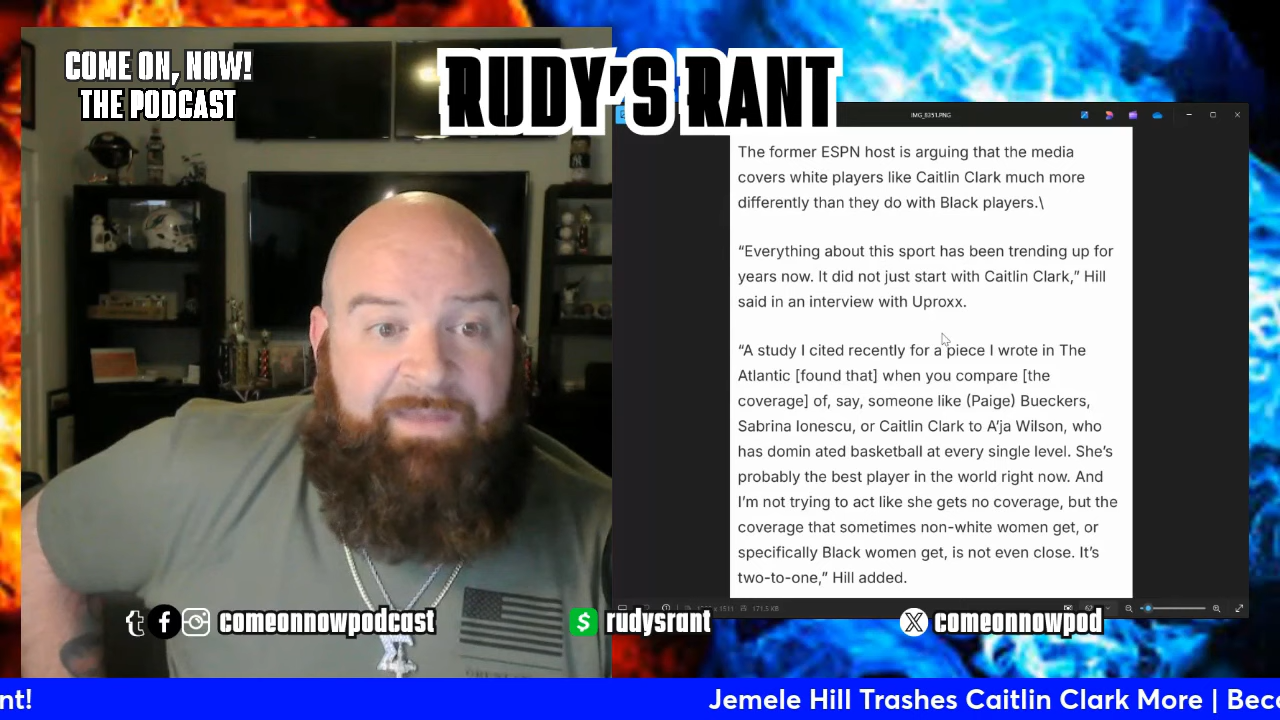 COME ON, NOW!
THE PODCAST
RUDY'S RANT
IMG_8351.PNG
The former ESPN host is arguing that the media
covers white players like Caitlin Clark much more
differently than they do with Black players.\
“Everything about this sport has been trending up for
years now. It did not just start with Caitlin Clark,” Hill
said in an interview with Uproxx.
“A study I cited recently for a piece I wrote in The
Atlantic [found that] when you compare [the
coverage] of, say, someone like (Paige) Bueckers,
Sabrina Ionescu, or Caitlin Clark to A’ja Wilson, who
has domin ated basketball at every single level. She’s
probably the best player in the world right now. And
I’m not trying to act like she gets no coverage, but the
coverage that sometimes non-white women get, or
specifically Black women get, is not even close. It’s
two-to-one,” Hill added.
171.5 KB
comeonnowpodcast
$ rudysrant
comeonnowpod
nt! Jemele Hill Trashes Caitlin Clark More | Beca